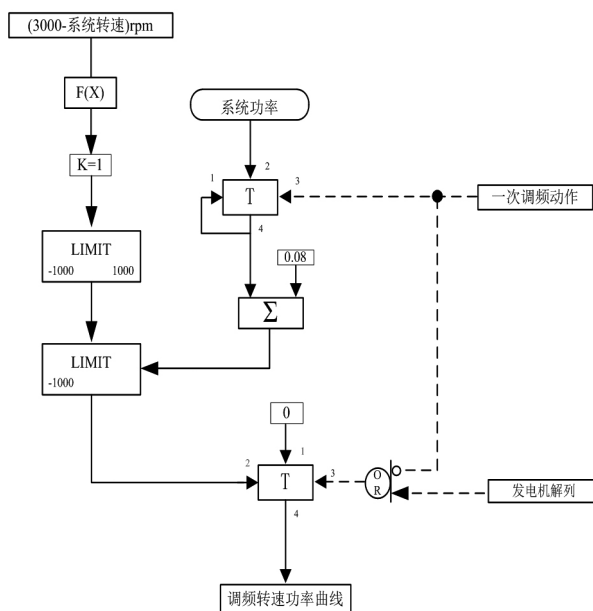 (3000-系统转速)rpm
F(X)
系统功率
K=1
2
1
3
T
一次调频动作
4
LIMIT
-1000 1000
0.08
Σ
LIMIT
-1000
0
1
2
3
T
OR
4
发电机解列
调频转速功率曲线